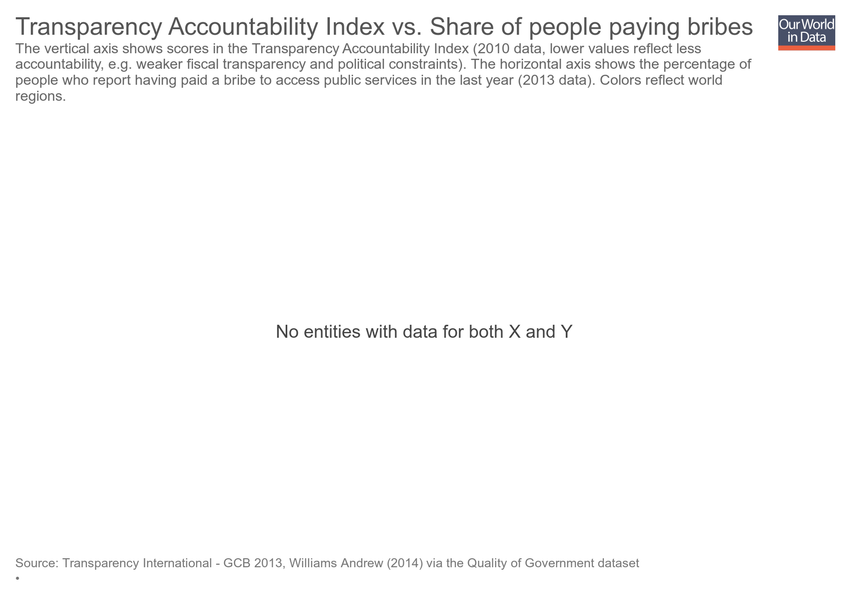 Transparency Accountability Index vs. Share of people paying bribes
Our World
in Data
The vertical axis shows scores in the Transparency Accountability Index (2010 data, lower values reflect less
accountability, e.g. weaker fiscal transparency and political constraints). The horizontal axis shows the percentage of
people who report having paid a bribe to access public services in the last year (2013 data). Colors reflect world
regions.
No entities with data for both X and Y
Source: Transparency International - GCB 2013, Williams Andrew (2014) via the Quality of Government dataset
•